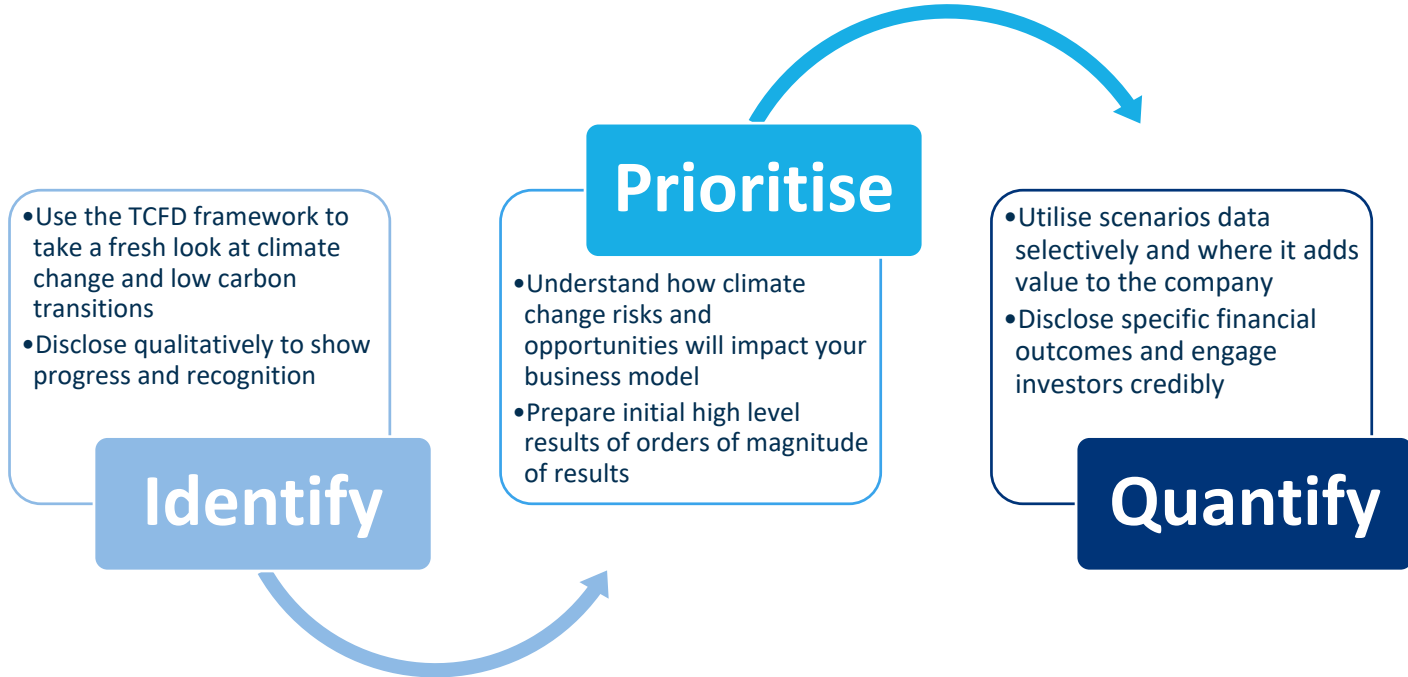 •Use the TCFD framework to
take a fresh look at climate
change and low carbon
transitions
•Disclose qualitatively to show
progress and recognition
Identify
Prioritise
•Understand how climate
change risks and
opportunities will impact your
business model
•Prepare initial high level
results of orders of magnitude
of results
•Utilise scenarios data
selectively and where it adds
value to the company
•Disclose specific financial
outcomes and engage
investors credibly
Quantify